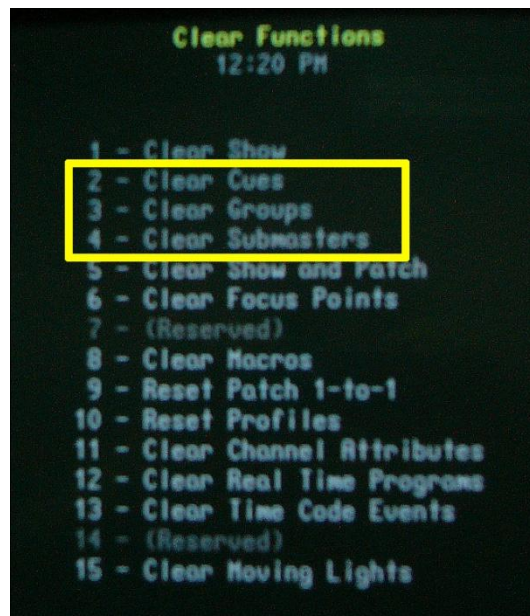 Clear Functions
12:20 PM
1 - Clear Show
2 - Clear Cues
3 - Clear Groups
4 - Clear Submasters
5 - Clear Show and Patch
6 - Clear Focus Points
7 - (Reserved)
8 - Clear Macros
9 - Reset Patch 1-to-1
10 - Reset Profiles
11 - Clear Channel Attributes
12 - Clear Real Time Programs
13 - Clear Time Code Events
14 - (Reserved)
15 - Clear Moving Lights